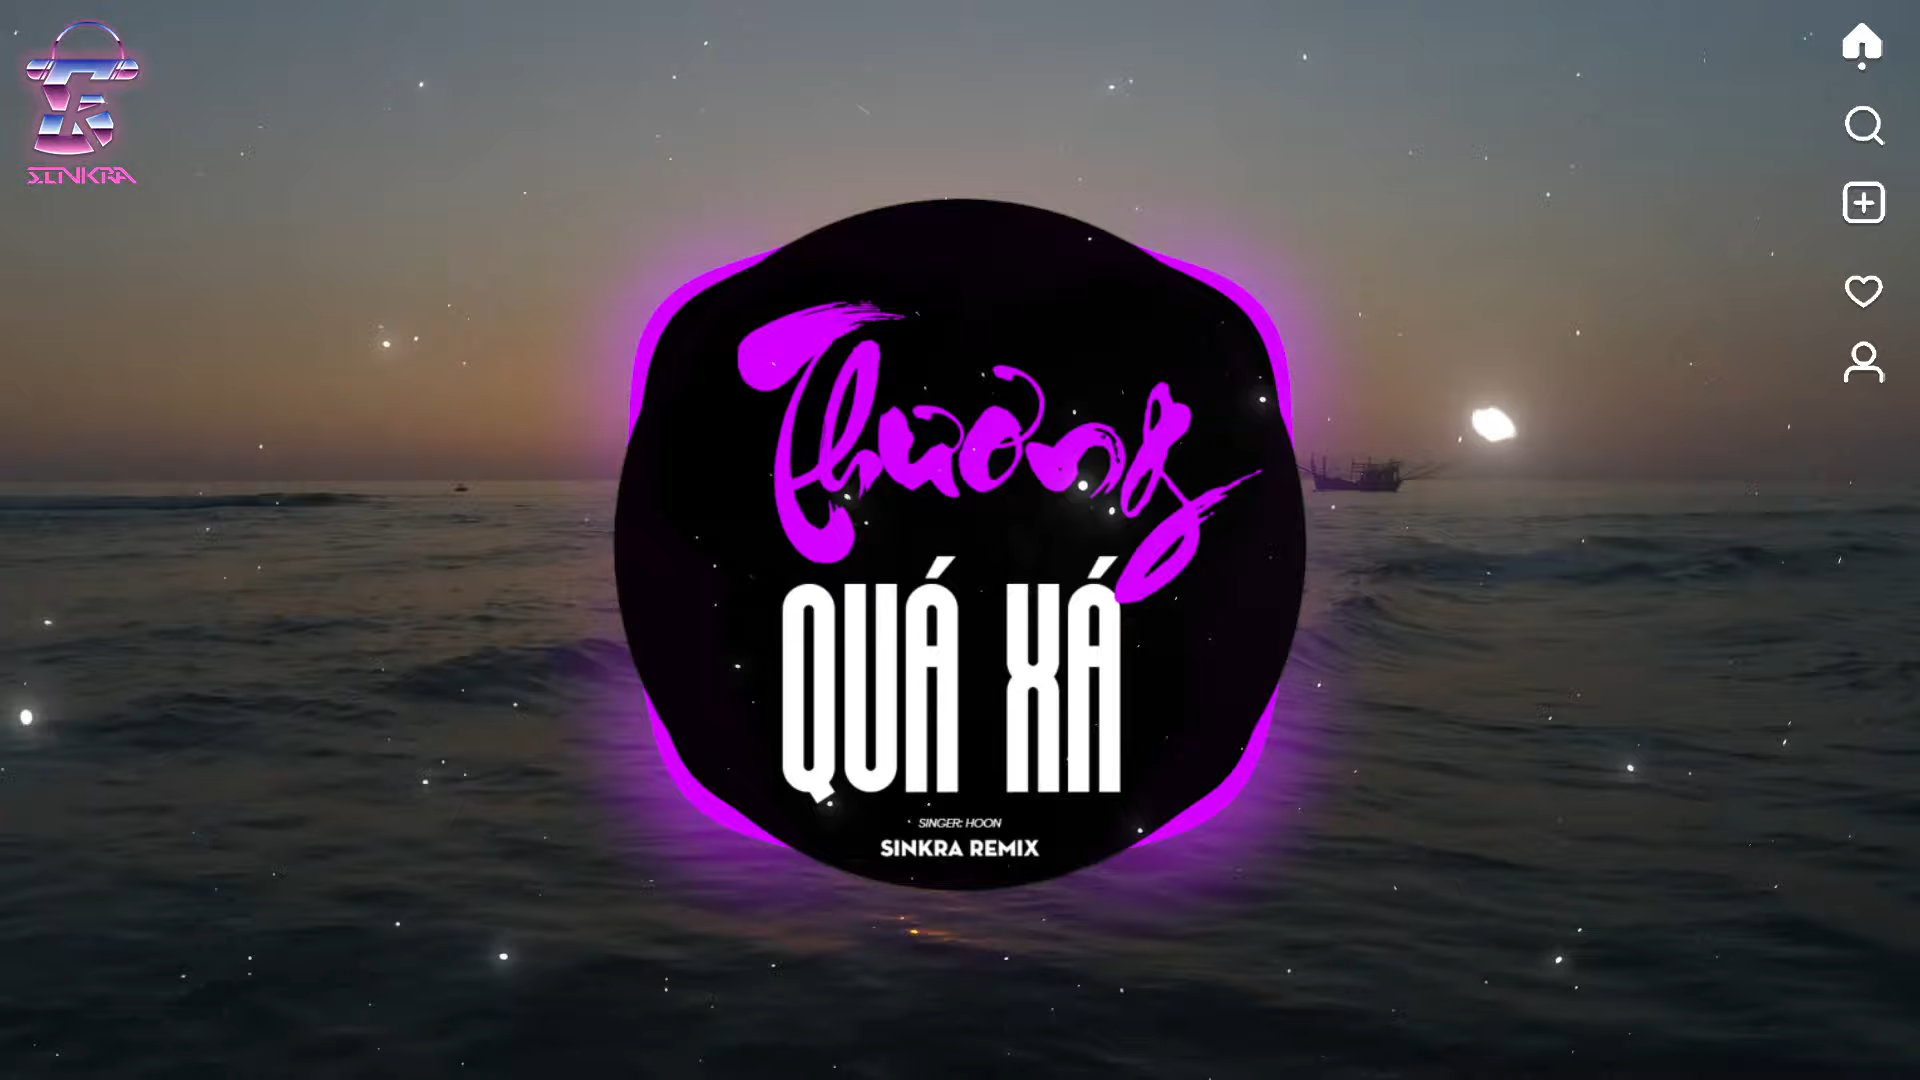 SINKRA
Thương
QUÁ XÁ
SINGER: HOON
SINKRA REMIX